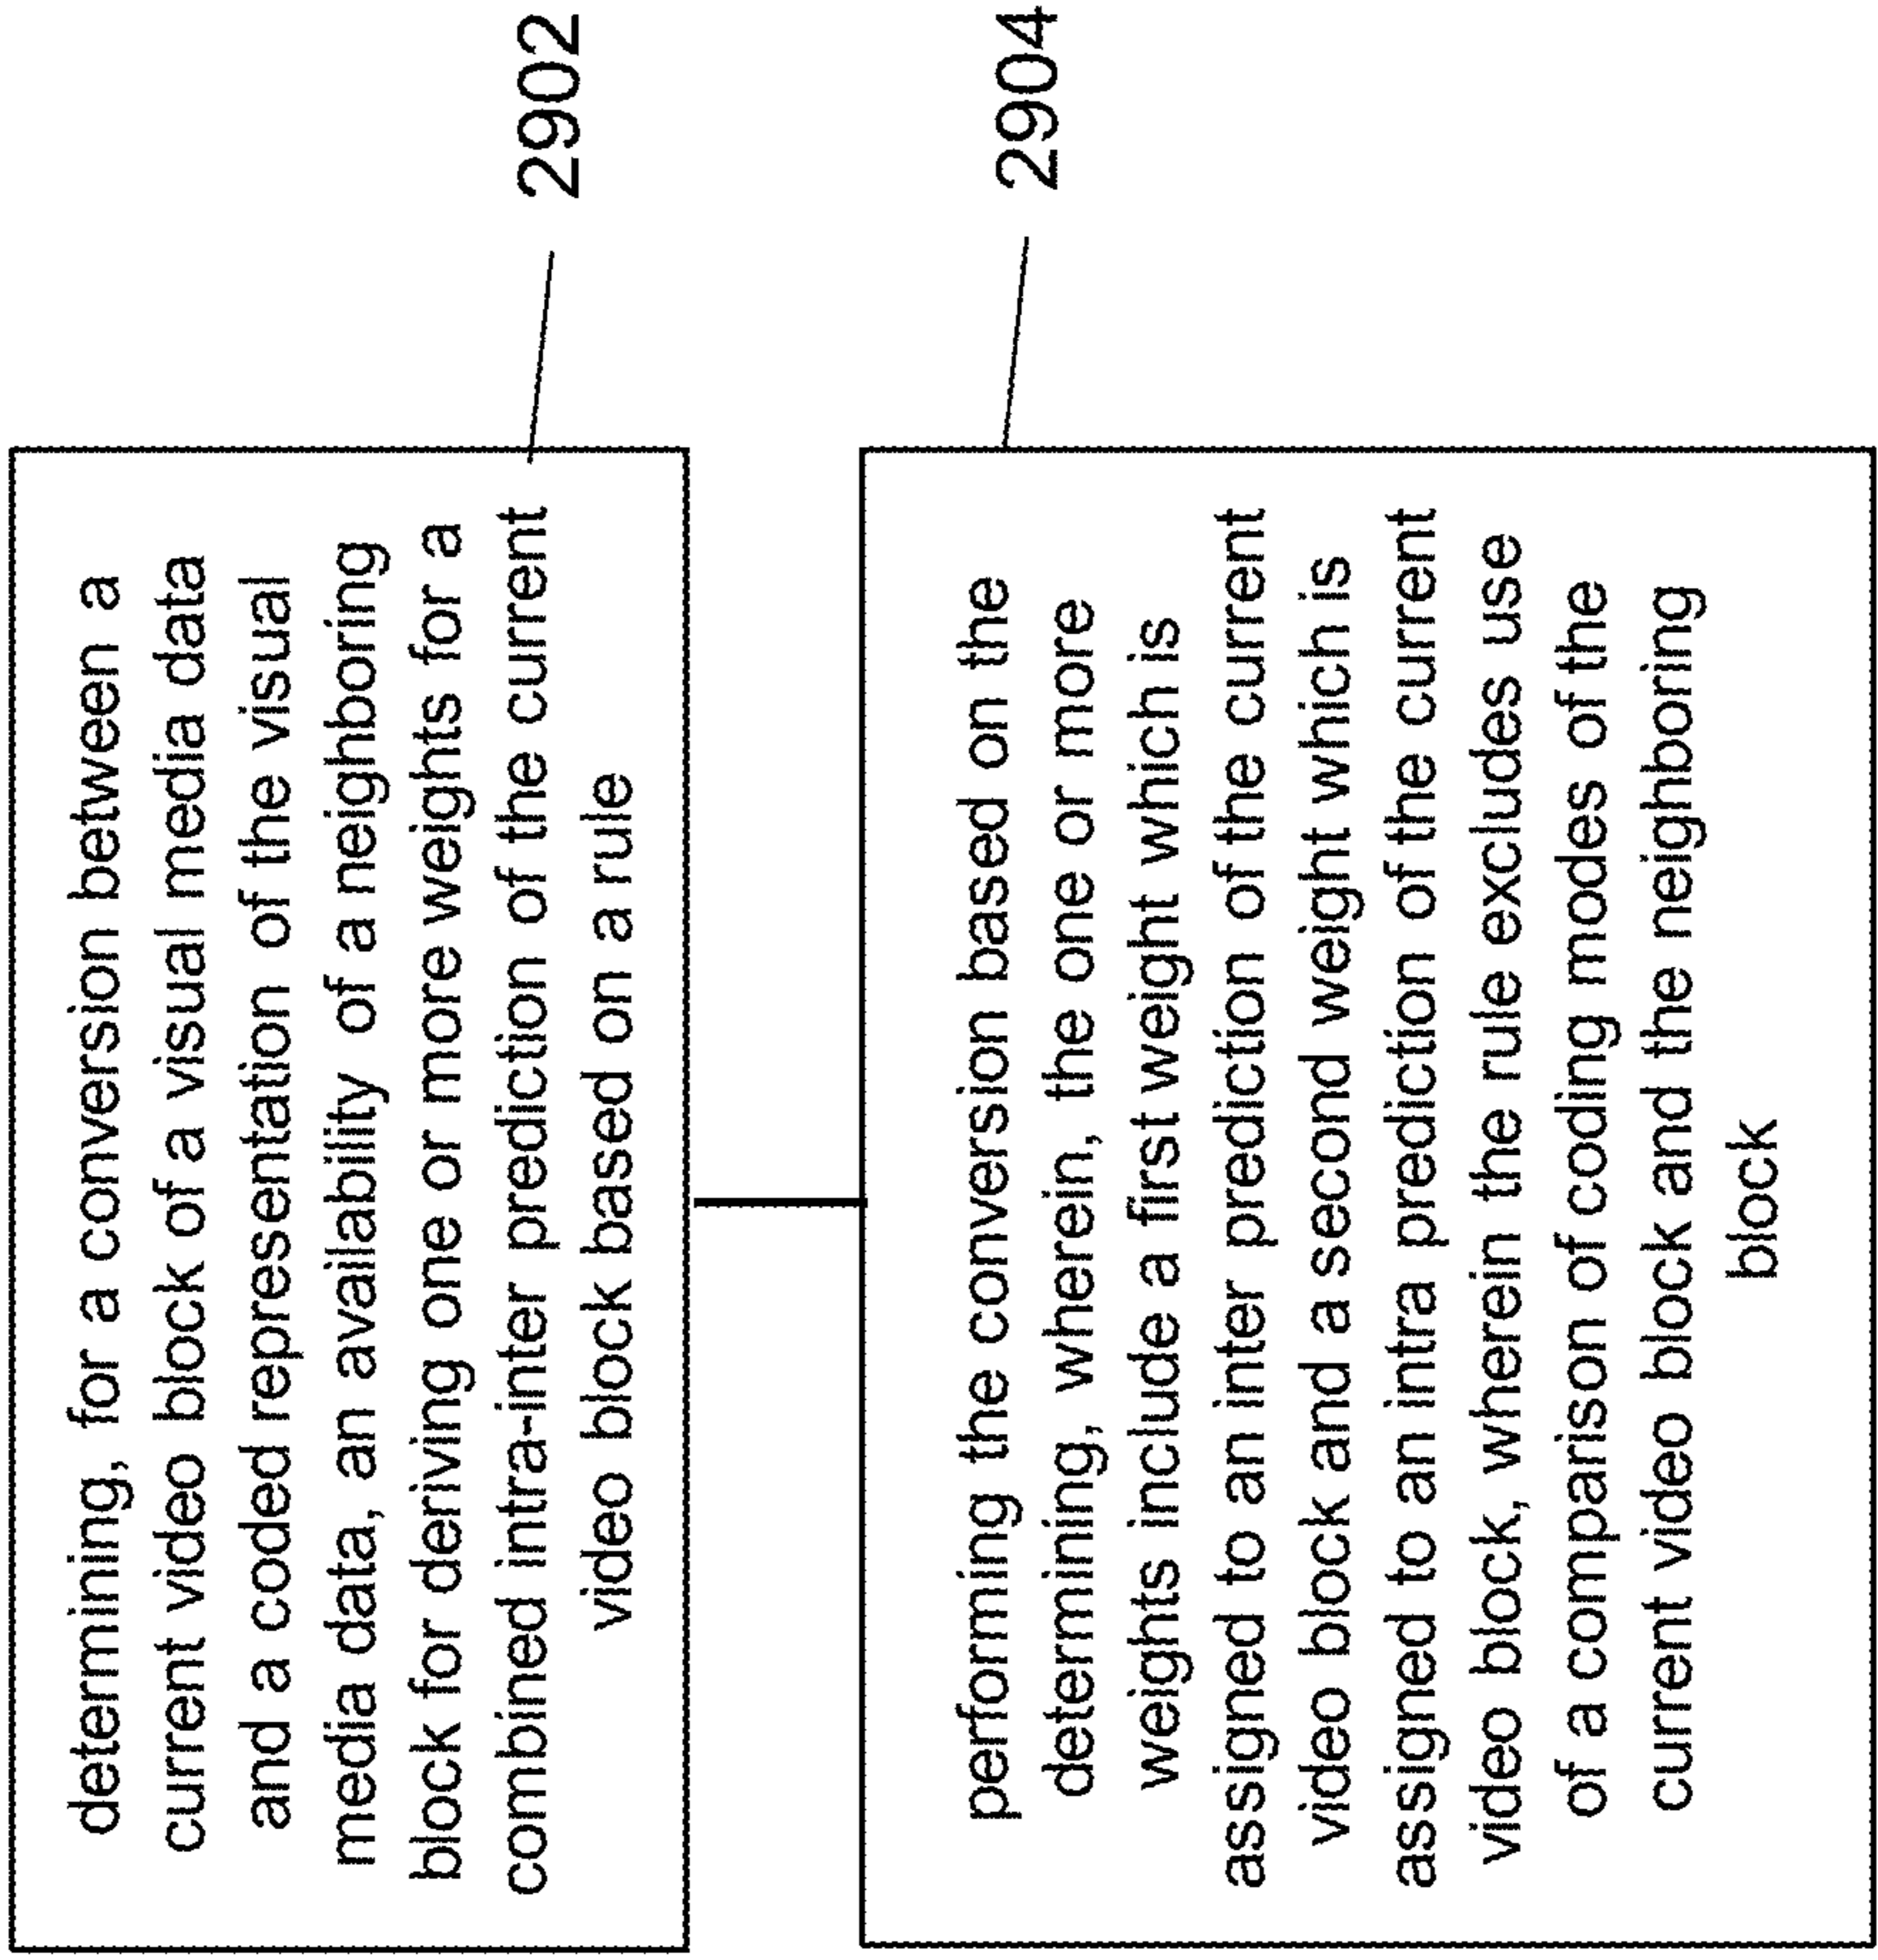 determining, for a conversion between a
current video block of a visual media data
and a coded representation of the visual
media data, an availability of a neighboring
block for deriving one or more weights for a
combined intra-inter prediction of the current
video block based on a rule
2902
performing the conversion based on the
determining, wherein, the one or more
weights include a first weight which is
assigned to an inter prediction of the current
video block and a second weight which is
assigned to an intra prediction of the current
video block, wherein the rule excludes use
of a comparison of coding modes of the
current video block and the neighboring
block
2904